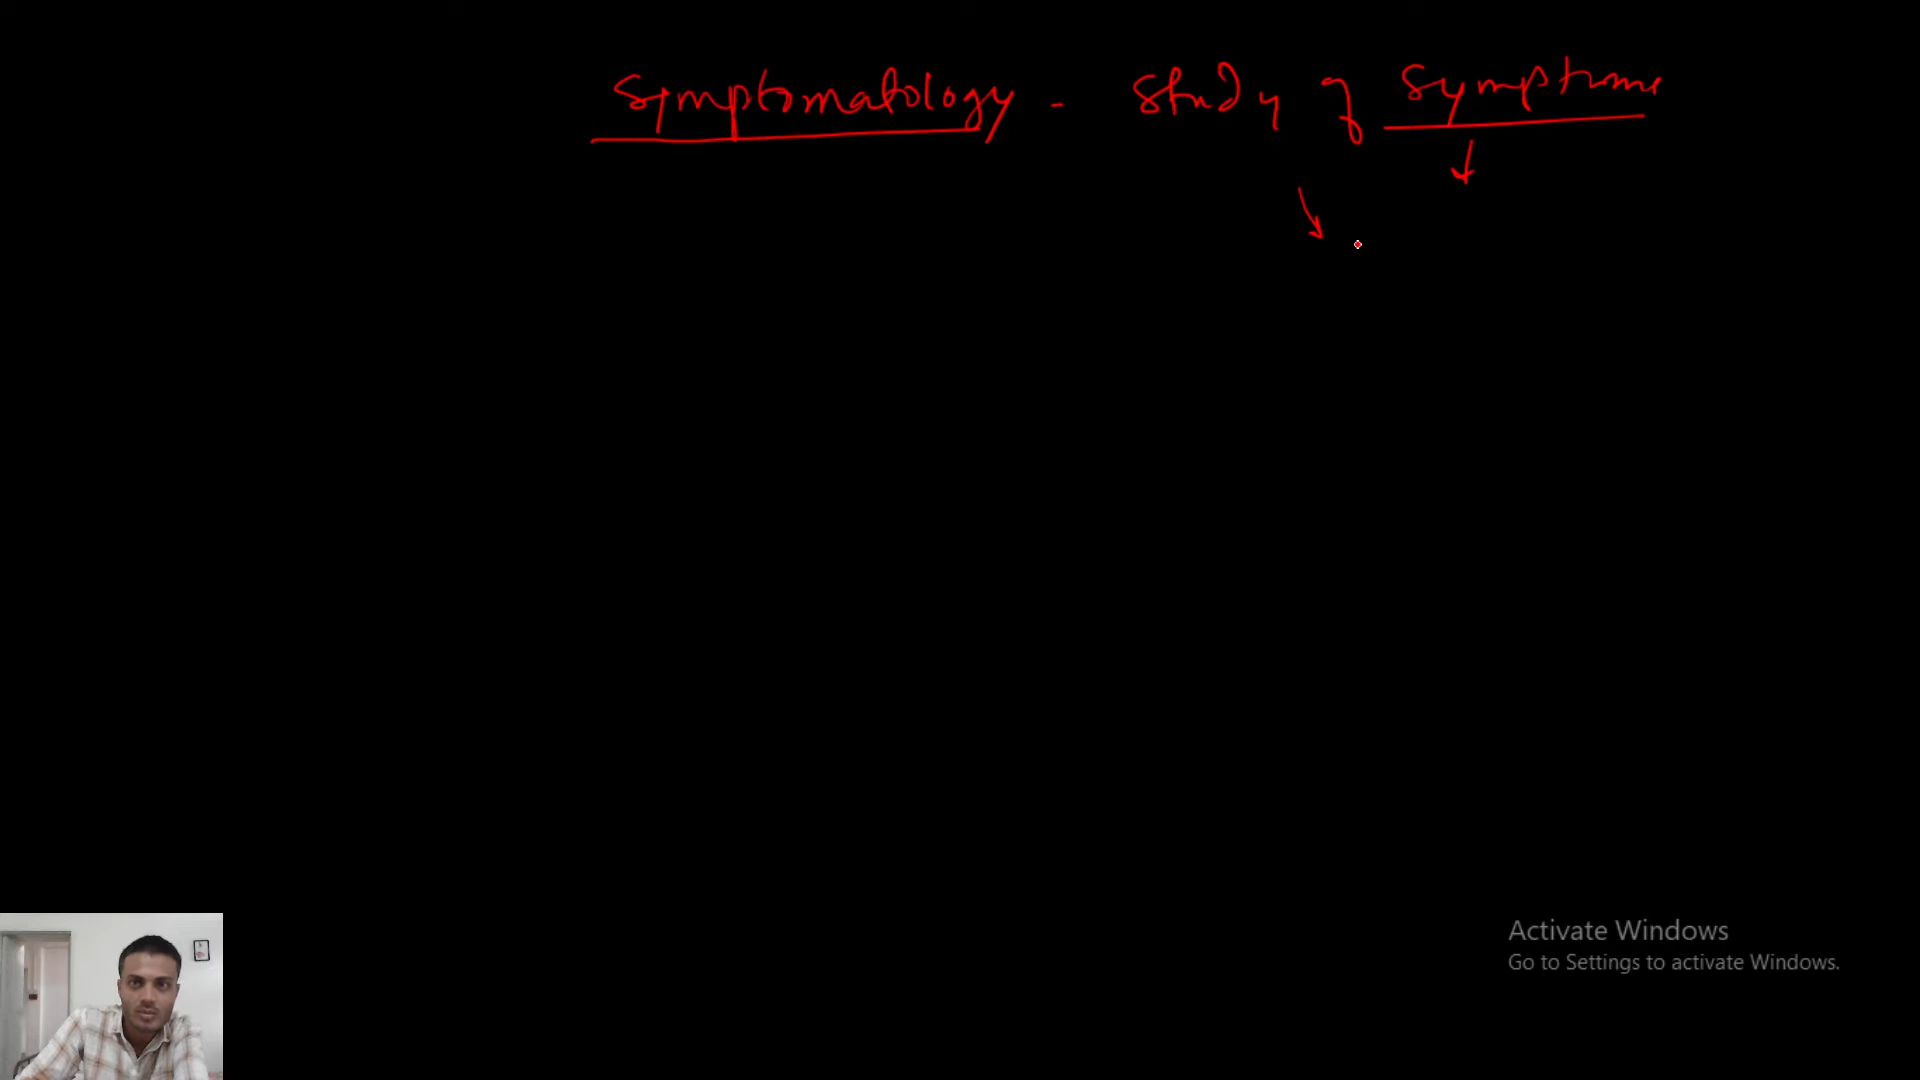 Symptomatology - Study of Symptoms
Activate Windows
Go to Settings to activate Windows.